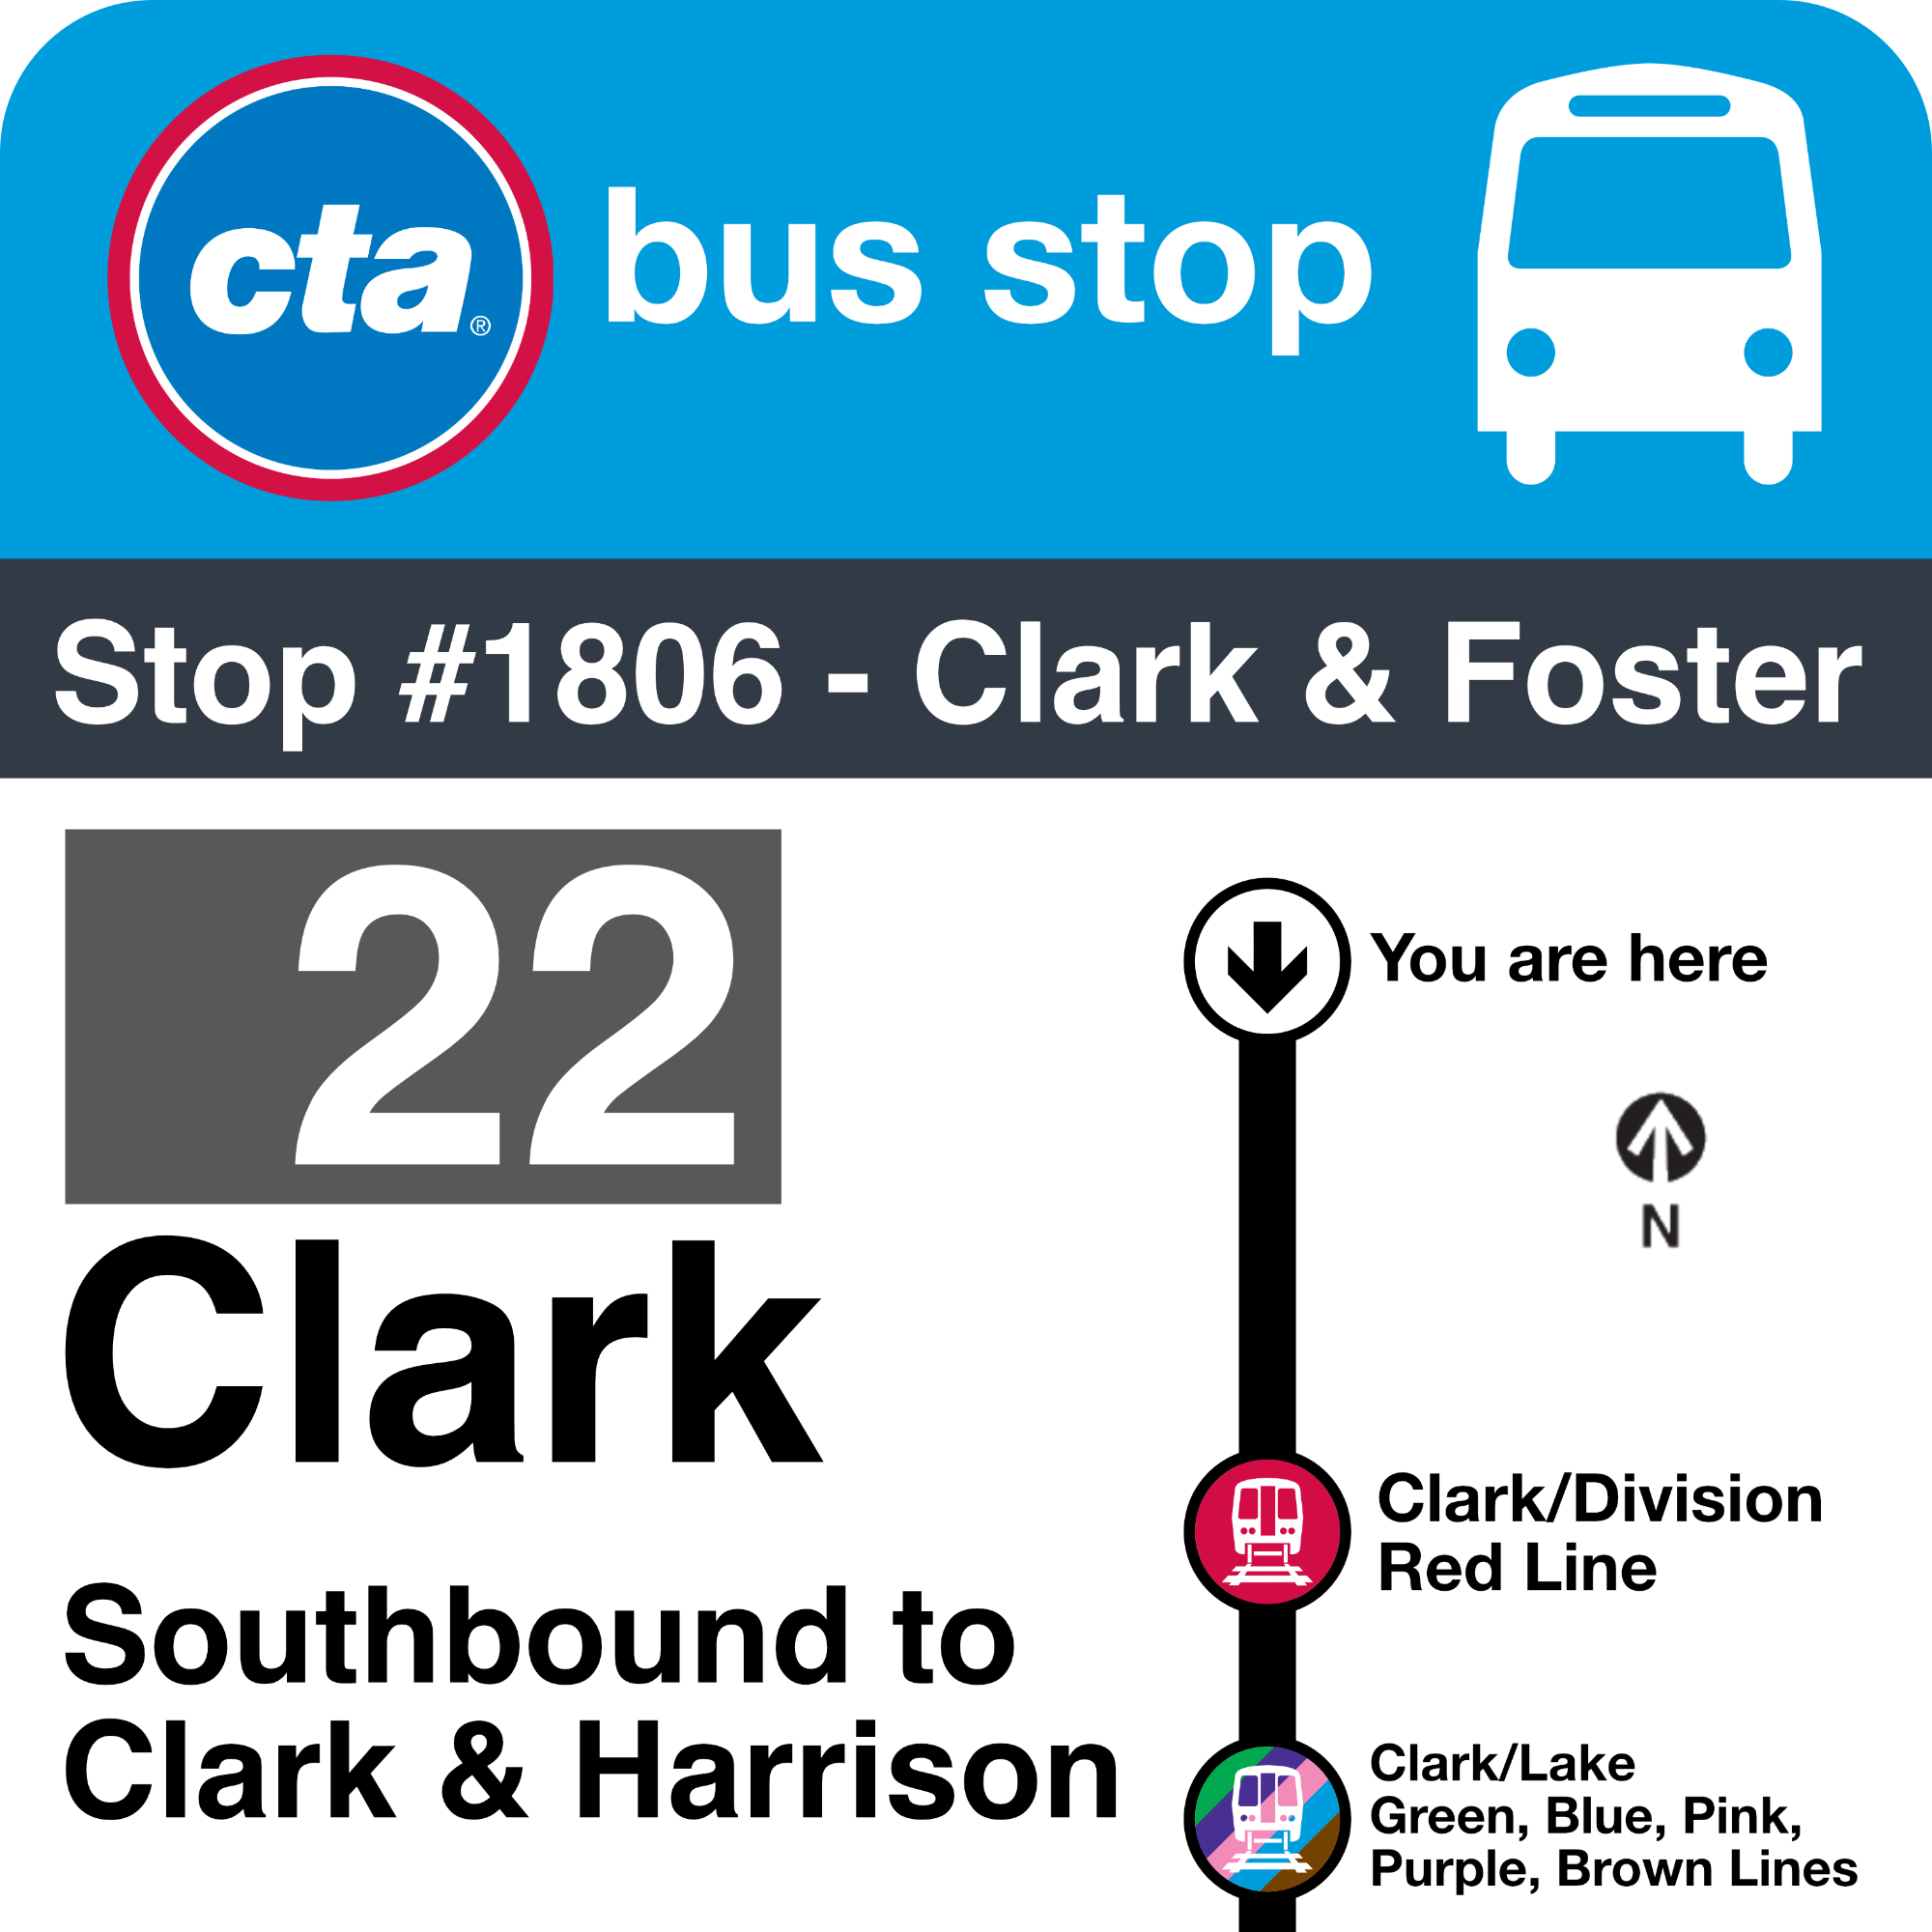 cta®
bus stop
Stop #1806 - Clark & Foster
22
Clark
Southbound to
Clark & Harrison
You are here
N
Clark/Division
Red Line
Clark/Lake
Green, Blue, Pink,
Purple, Brown Lines